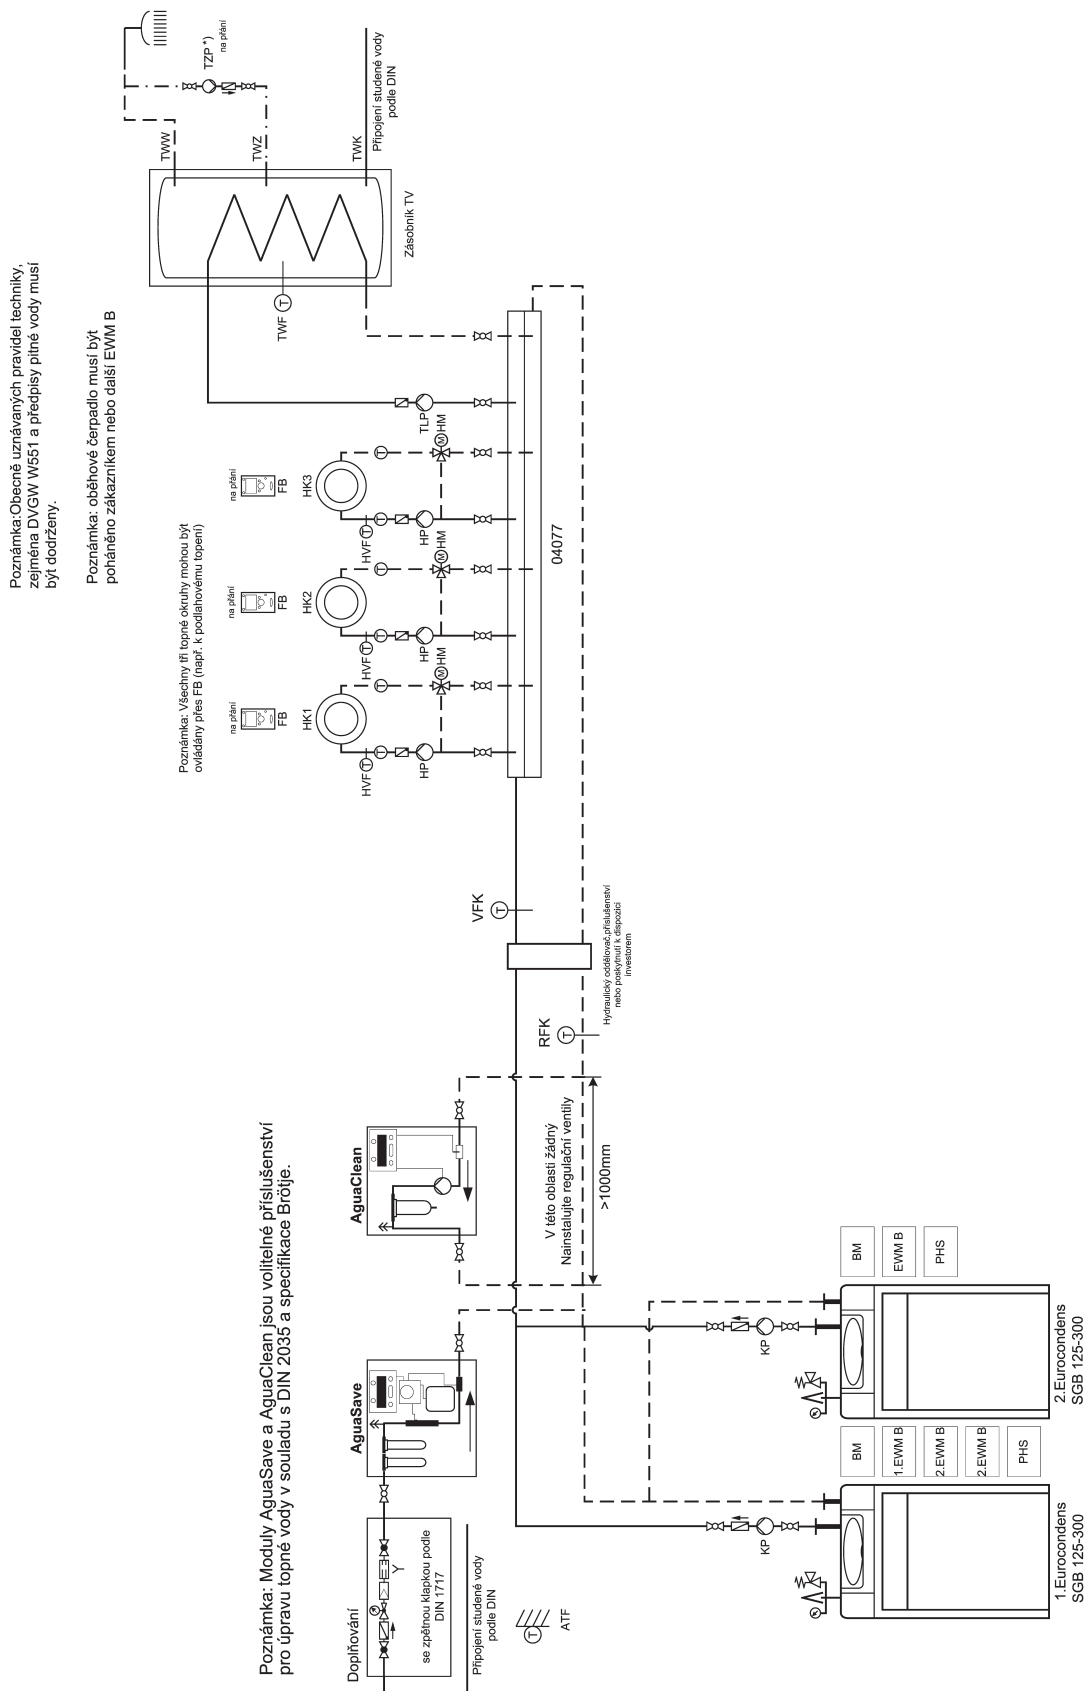 Poznámka:Obecně uznávaných pravidel techniky,
zejména DVGW W551 a předpisy pitné vody musí
být dodrženy.
Poznámka: oběhové čerpadlo musí být
poháněno zákazníkem nebo další EWM B
TZP *)
na přání
TWW
TWZ
TWK
Připojení studené vody
podle DIN
Zásobník TV
TWF
T
Poznámka: Všechny tři topné okruhy mohou být
ovládány přes FB (např. k podlahovému topení)
na přání
FB
HK1
HVF
T
T
T
HP
M
HM
na přání
FB
HK2
HVF
T
T
T
HP
M
HM
na přání
FB
HK3
HVF
T
T
T
HP
M
HM
TLP
04077
VFK
T
Hydraulický oddělovač,příslušenství
nebo poskytnutí k dispozici
investorem
RFK
T
Poznámka: Moduly AguaSave a AguaClean jsou volitelné příslušenství
pro úpravu topné vody v souladu s DIN 2035 a specifikace Brötje.
AguaClean
V této oblasti žádný
Nainstalujte regulační ventily
>1000mm
AguaSave
Doplňování
Y
se zpětnou klapkou podle
DIN 1717
Připojení studené vody
podle DIN
T
ATF
KP
KP
BM
1.EWM B
2.EWM B
2.EWM B
PHS
1.Eurocondens
SGB 125-300
BM
EWM B
PHS
2.Eurocondens
SGB 125-300